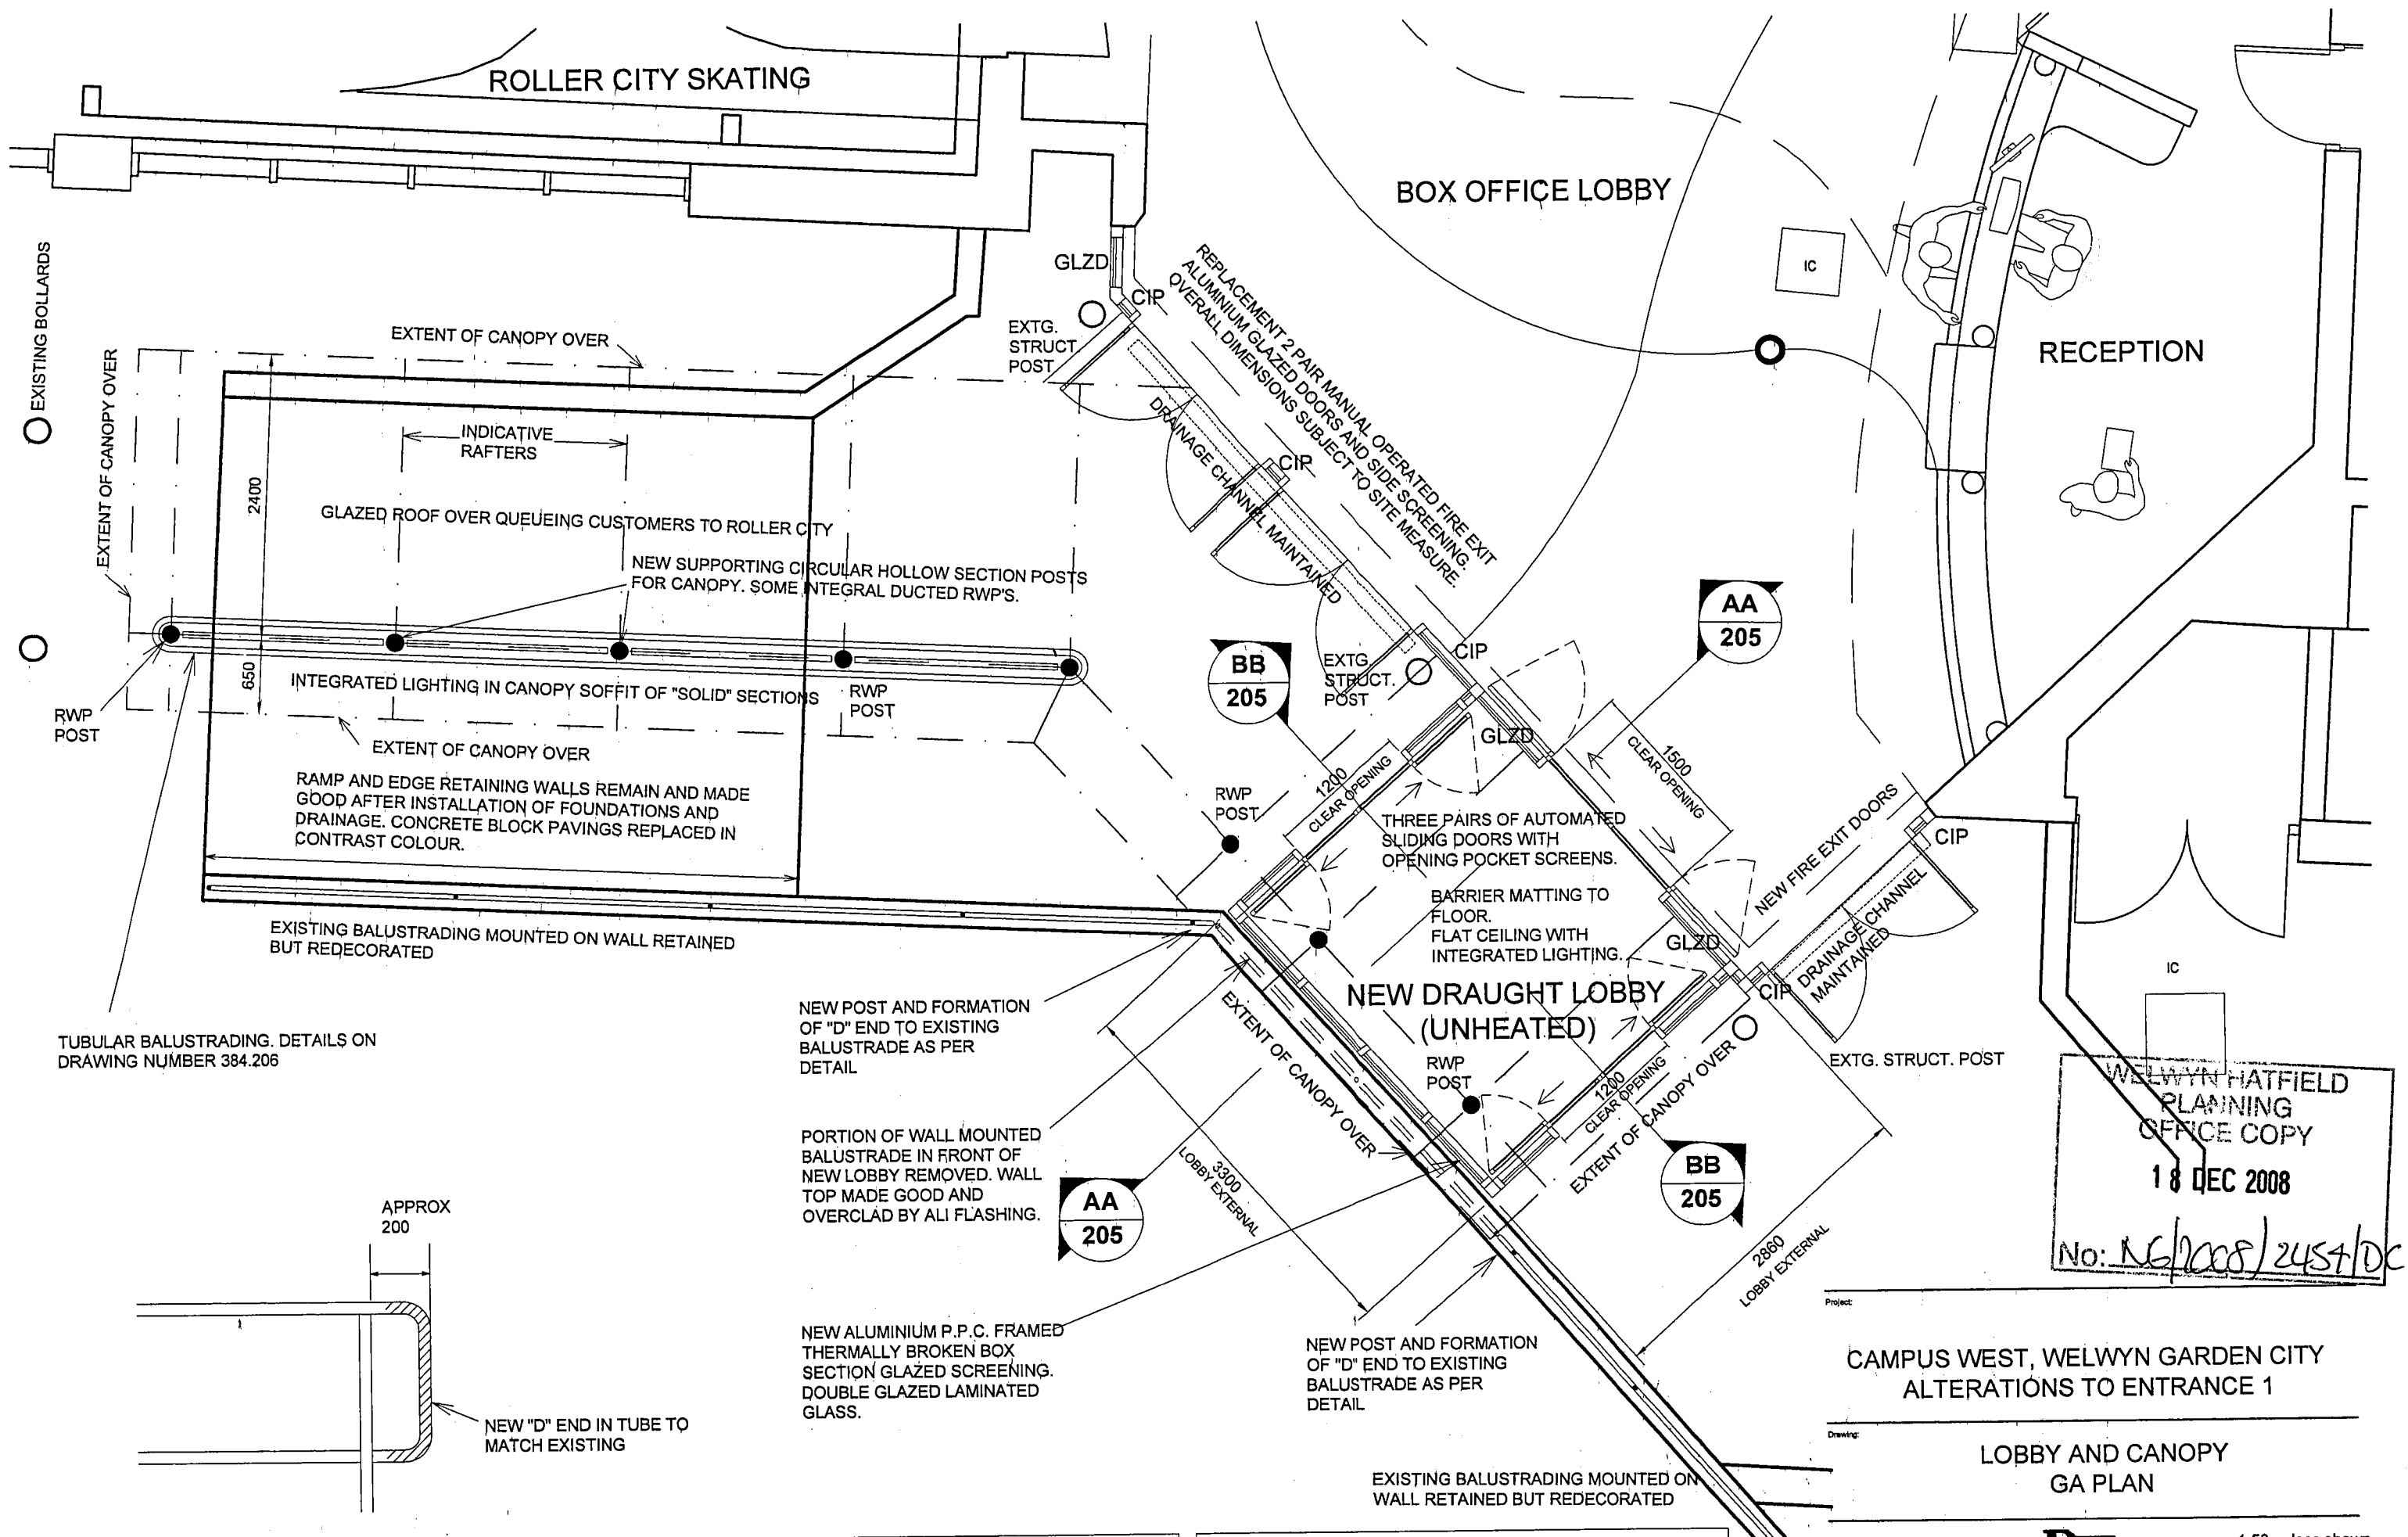 ROLLER CITY SKATING
BOX OFFICE LOBBY
RECEPTION
IC
EXISTING BOLLARDS
EXTENT OF CANOPY OVER
EXTENT OF CANOPY OVER
GLZD
CIP
EXTG.
STRUCT
POST
REPLACEMENT 2 PAIR MANUAL OPERATED FIRE EXIT
ALUMINIUM GLAZED DOORS AND SIDE SCREENING.
OVERALL DIMENSIONS SUBJECT TO SITE MEASURE.
DRAINAGE CHANNEL MAINTAINED
CIP
INDICATIVE
RAFTERS
2400
GLAZED ROOF OVER QUEUEING CUSTOMERS TO ROLLER CITY
NEW SUPPORTING CIRCULAR HOLLOW SECTION POSTS
FOR CANOPY. SOME INTEGRAL DUCTED RWP'S.
650
INTEGRATED LIGHTING IN CANOPY SOFFIT OF "SOLID" SECTIONS
RWP
POST
RWP
POST
EXTENT OF CANOPY OVER
RAMP AND EDGE RETAINING WALLS REMAIN AND MADE
GOOD AFTER INSTALLATION OF FOUNDATIONS AND
DRAINAGE. CONCRETE BLOCK PAVINGS REPLACED IN
CONTRAST COLOUR.
EXISTING BALUSTRADING MOUNTED ON WALL RETAINED
BUT REDECORATED
TUBULAR BALUSTRADING. DETAILS ON
DRAWING NUMBER 384.206
BB
205
EXTG.
STRUCT.
POST
CIP
AA
205
GLZD
1500
CLEAR OPENING
1200
CLEAR OPENING
RWP
POST
THREE PAIRS OF AUTOMATED
SLIDING DOORS WITH
OPENING POCKET SCREENS.
BARRIER MATTING TO
FLOOR.
FLAT CEILING WITH
INTEGRATED LIGHTING.
NEW DRAUGHT LOBBY
(UNHEATED)
GLZD
NEW FIRE EXIT DOORS
CIP
DRAINAGE CHANNEL
MAINTAINED
CIP
IC
EXTG. STRUCT. POST
RWP
POST
1200
CLEAR OPENING
EXTENT OF CANOPY OVER
EXTENT OF CANOPY OVER
NEW POST AND FORMATION
OF "D" END TO EXISTING
BALUSTRADE AS PER
DETAIL
PORTION OF WALL MOUNTED
BALUSTRADE IN FRONT OF
NEW LOBBY REMOVED. WALL
TOP MADE GOOD AND
OVERCLAD BY ALI FLASHING.
AA
205
3300
LOBBY EXTERNAL
BB
205
2860
LOBBY EXTERNAL
NEW ALUMINIUM P.P.C. FRAMED
THERMALLY BROKEN BOX
SECTION GLAZED SCREENING.
DOUBLE GLAZED LAMINATED
GLASS.
NEW POST AND FORMATION
OF "D" END TO EXISTING
BALUSTRADE AS PER
DETAIL
EXISTING BALUSTRADING MOUNTED ON
WALL RETAINED BUT REDECORATED
APPROX
200
NEW "D" END IN TUBE TO
MATCH EXISTING
WELWYN HATFIELD
PLANNING
OFFICE COPY
18 DEC 2008
No: N6/2008/2454/DC
Project:
CAMPUS WEST, WELWYN GARDEN CITY
ALTERATIONS TO ENTRANCE 1
Drawing:
LOBBY AND CANOPY
GA PLAN